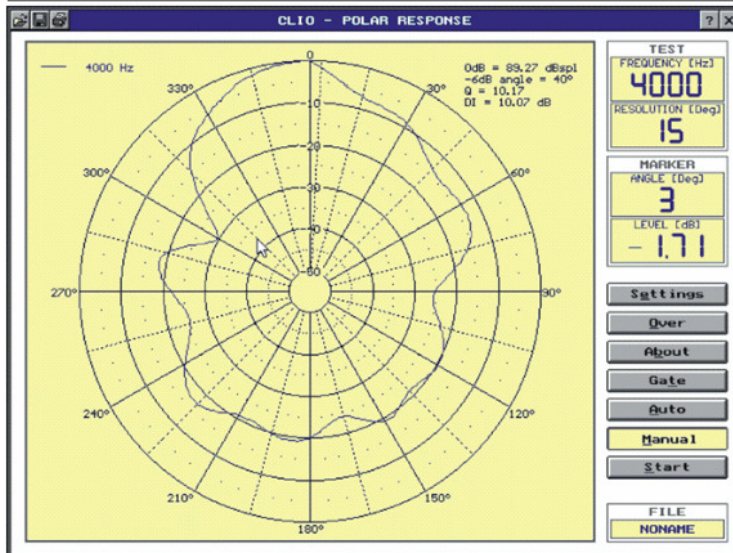 CLIO - POLAR RESPONSE
4000 Hz
0dB = 89.27 dBspl
-6dB angle = 40°
Q = 10.17
DI = 10.07 dB
0
330°
30°
-10
300°
-20
60°
-30
-40
-50
270°
90°
240°
120°
210°
150°
180°
TEST
FREQUENCY [Hz]
4000
RESOLUTION [Deg]
15
MARKER
ANGLE [Deg]
3
LEVEL [dB]
-1.71
Settings
Over
About
Gate
Auto
Manual
Start
FILE
NONAME